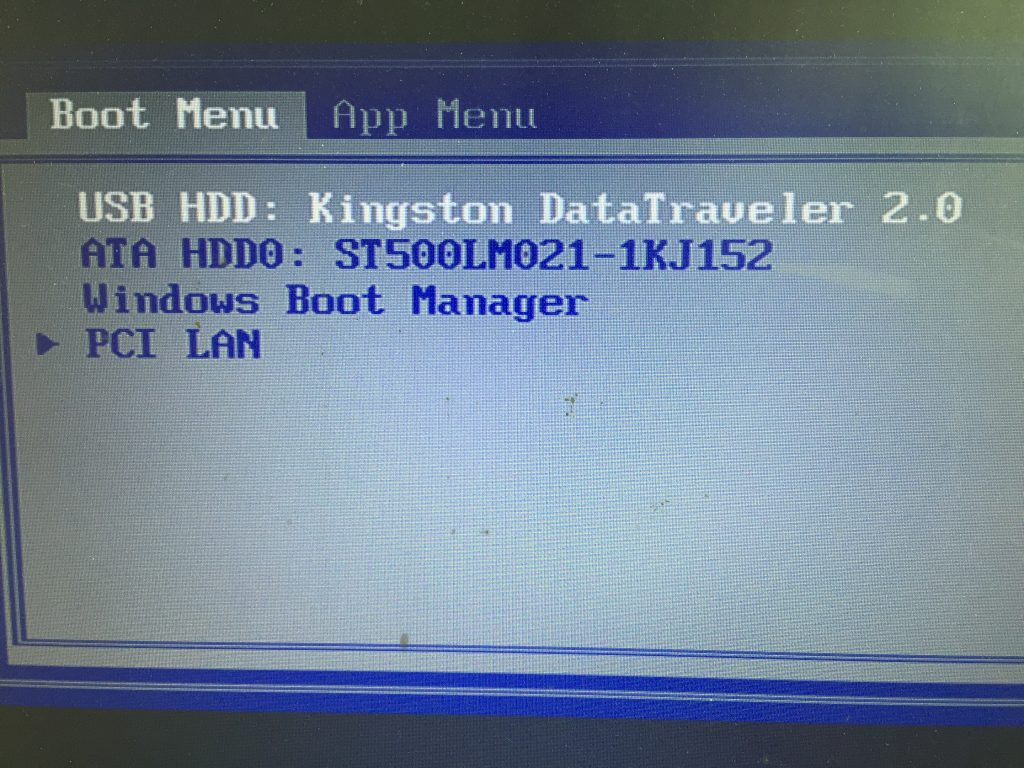 Boot Menu App Menu
USB HDD: Kingston DataTraveler 2.0
ATA HDD0: ST500LM021-1KJ152
Windows Boot Manager
PCI LAN